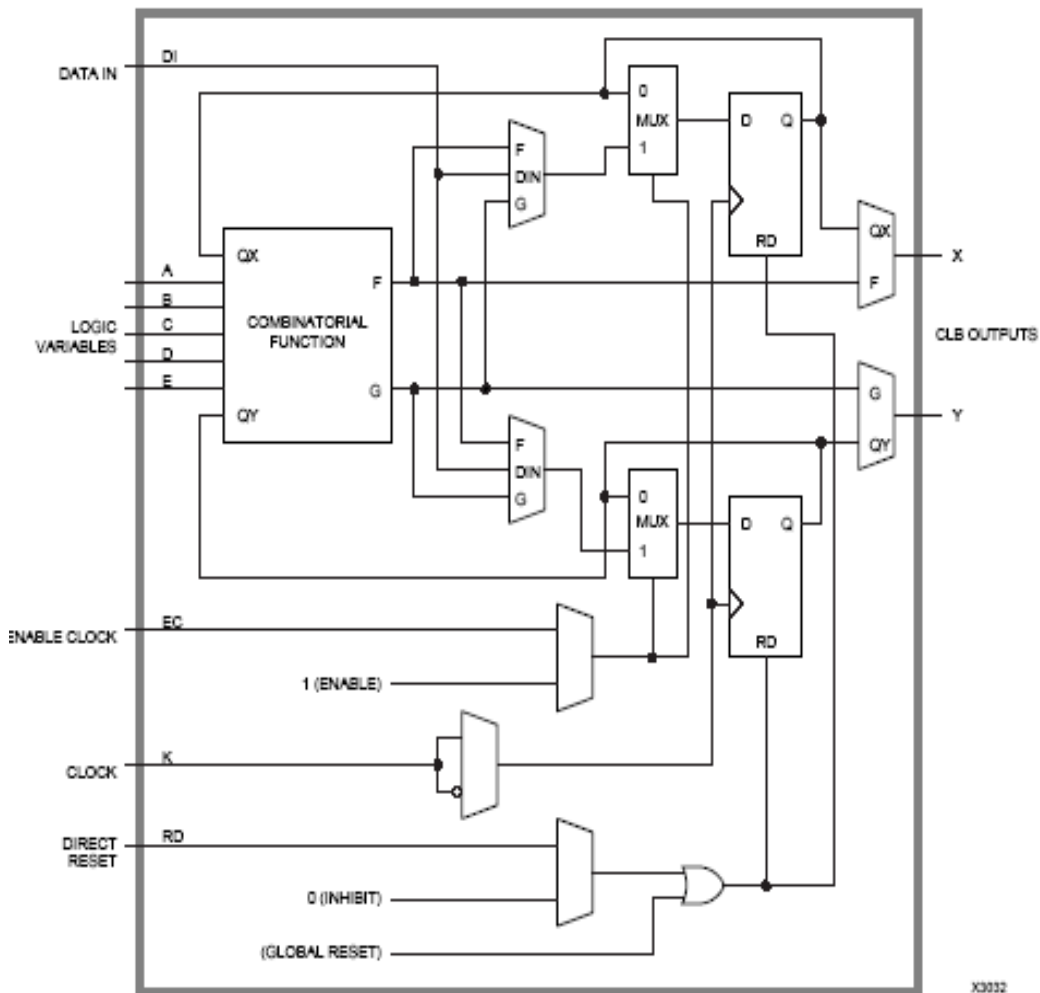 DATA IN
DI
0
MUX
1
D Q
RD
F
DIN
G
QX
F
X
QX
A
B
C
D
E
LOGIC
VARIABLES
COMBINATORIAL
FUNCTION
F
G
QY
CLB OUTPUTS
G
QY
Y
F
DIN
G
0
MUX
1
D Q
RD
ENABLE CLOCK
EC
1 (ENABLE)
CLOCK
K
DIRECT
RESET
RD
0 (INHIBIT)
(GLOBAL RESET)
X3032